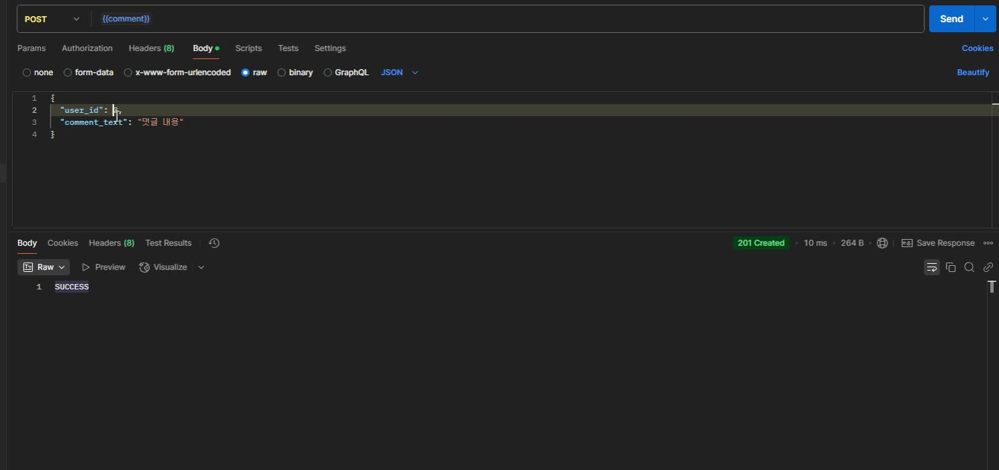 POST {{comment}} Send
Params Authorization Headers (8) Body Scripts Tests Settings Cookies
none form-data x-www-form-urlencoded raw binary GraphQL JSON Beautify
1 {
2 "user_id": ,
3 "comment_text": "댓글 내용"
4 }
Body Cookies Headers (8) Test Results 201 Created 10 ms 264 B e.g. Save Response
Raw Preview Visualize
1 SUCCESS